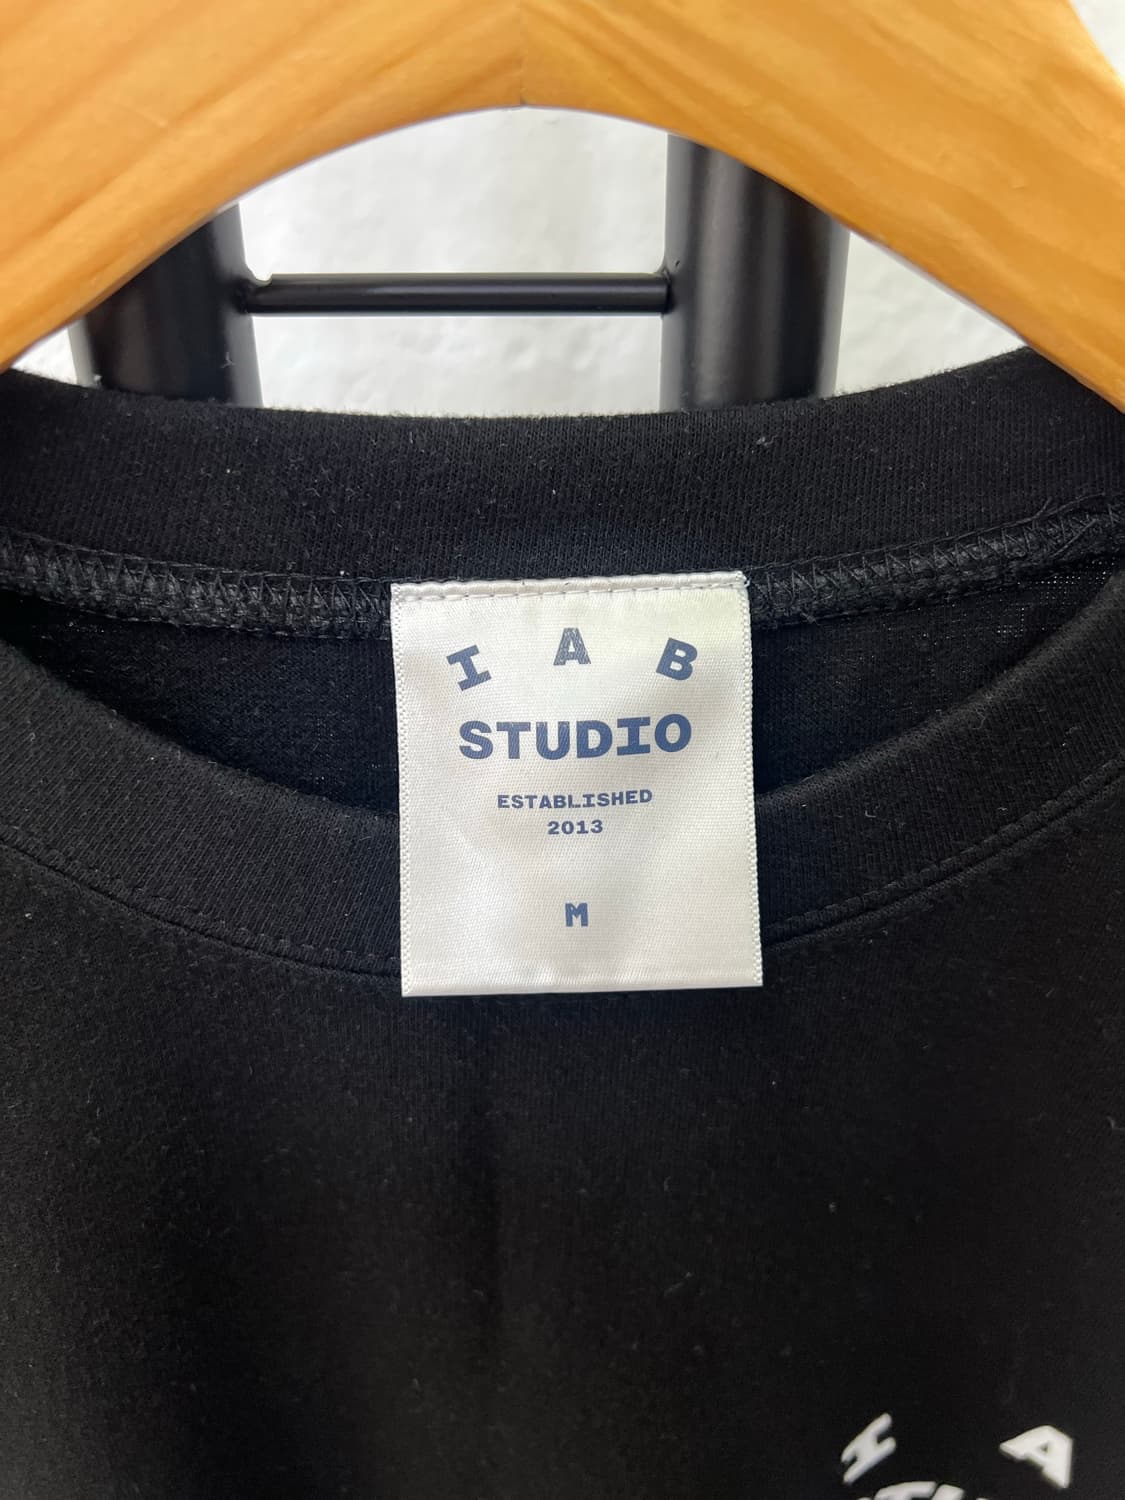 I A B
STUDIO
ESTABLISHED
2013
M
I A